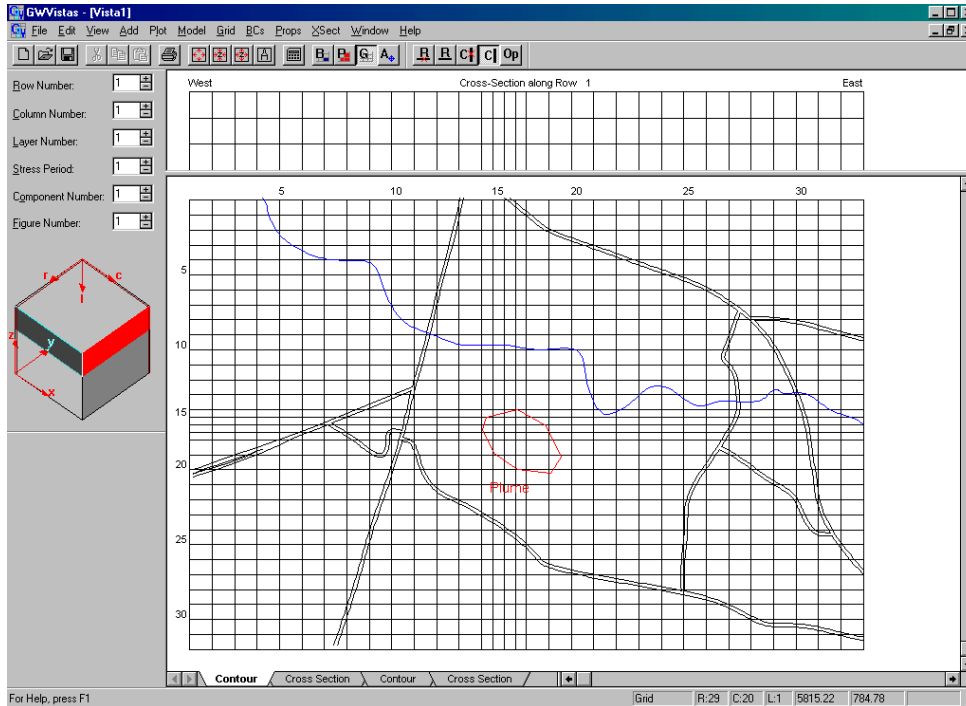 GWVistas - [Vista1]
File Edit View Add Plot Model Grid BCs Props XSect Window Help
B P G A R R C C Op
Row Number: 1
Column Number: 1
Layer Number: 1
Stress Period: 1
Component Number: 1
Figure Number: 1
r c l z y x
West Cross-Section along Row 1 East
5 10 15 20 25 30
5
10
15
20
25
30
Plume
Contour Cross Section Contour Cross Section
For Help, press F1 Grid R:29 C:20 L:1 5815.22 784.78